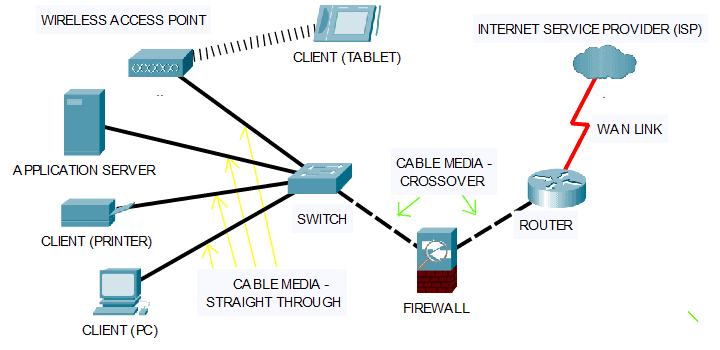 WIRELESS ACCESS POINT
CLIENT (TABLET)
INTERNET SERVICE PROVIDER (ISP)
WAN LINK
APPLICATION SERVER
CABLE MEDIA -
CROSSOVER
SWITCH
ROUTER
CLIENT (PRINTER)
CABLE MEDIA -
STRAIGHT THROUGH
FIREWALL
CLIENT (PC)